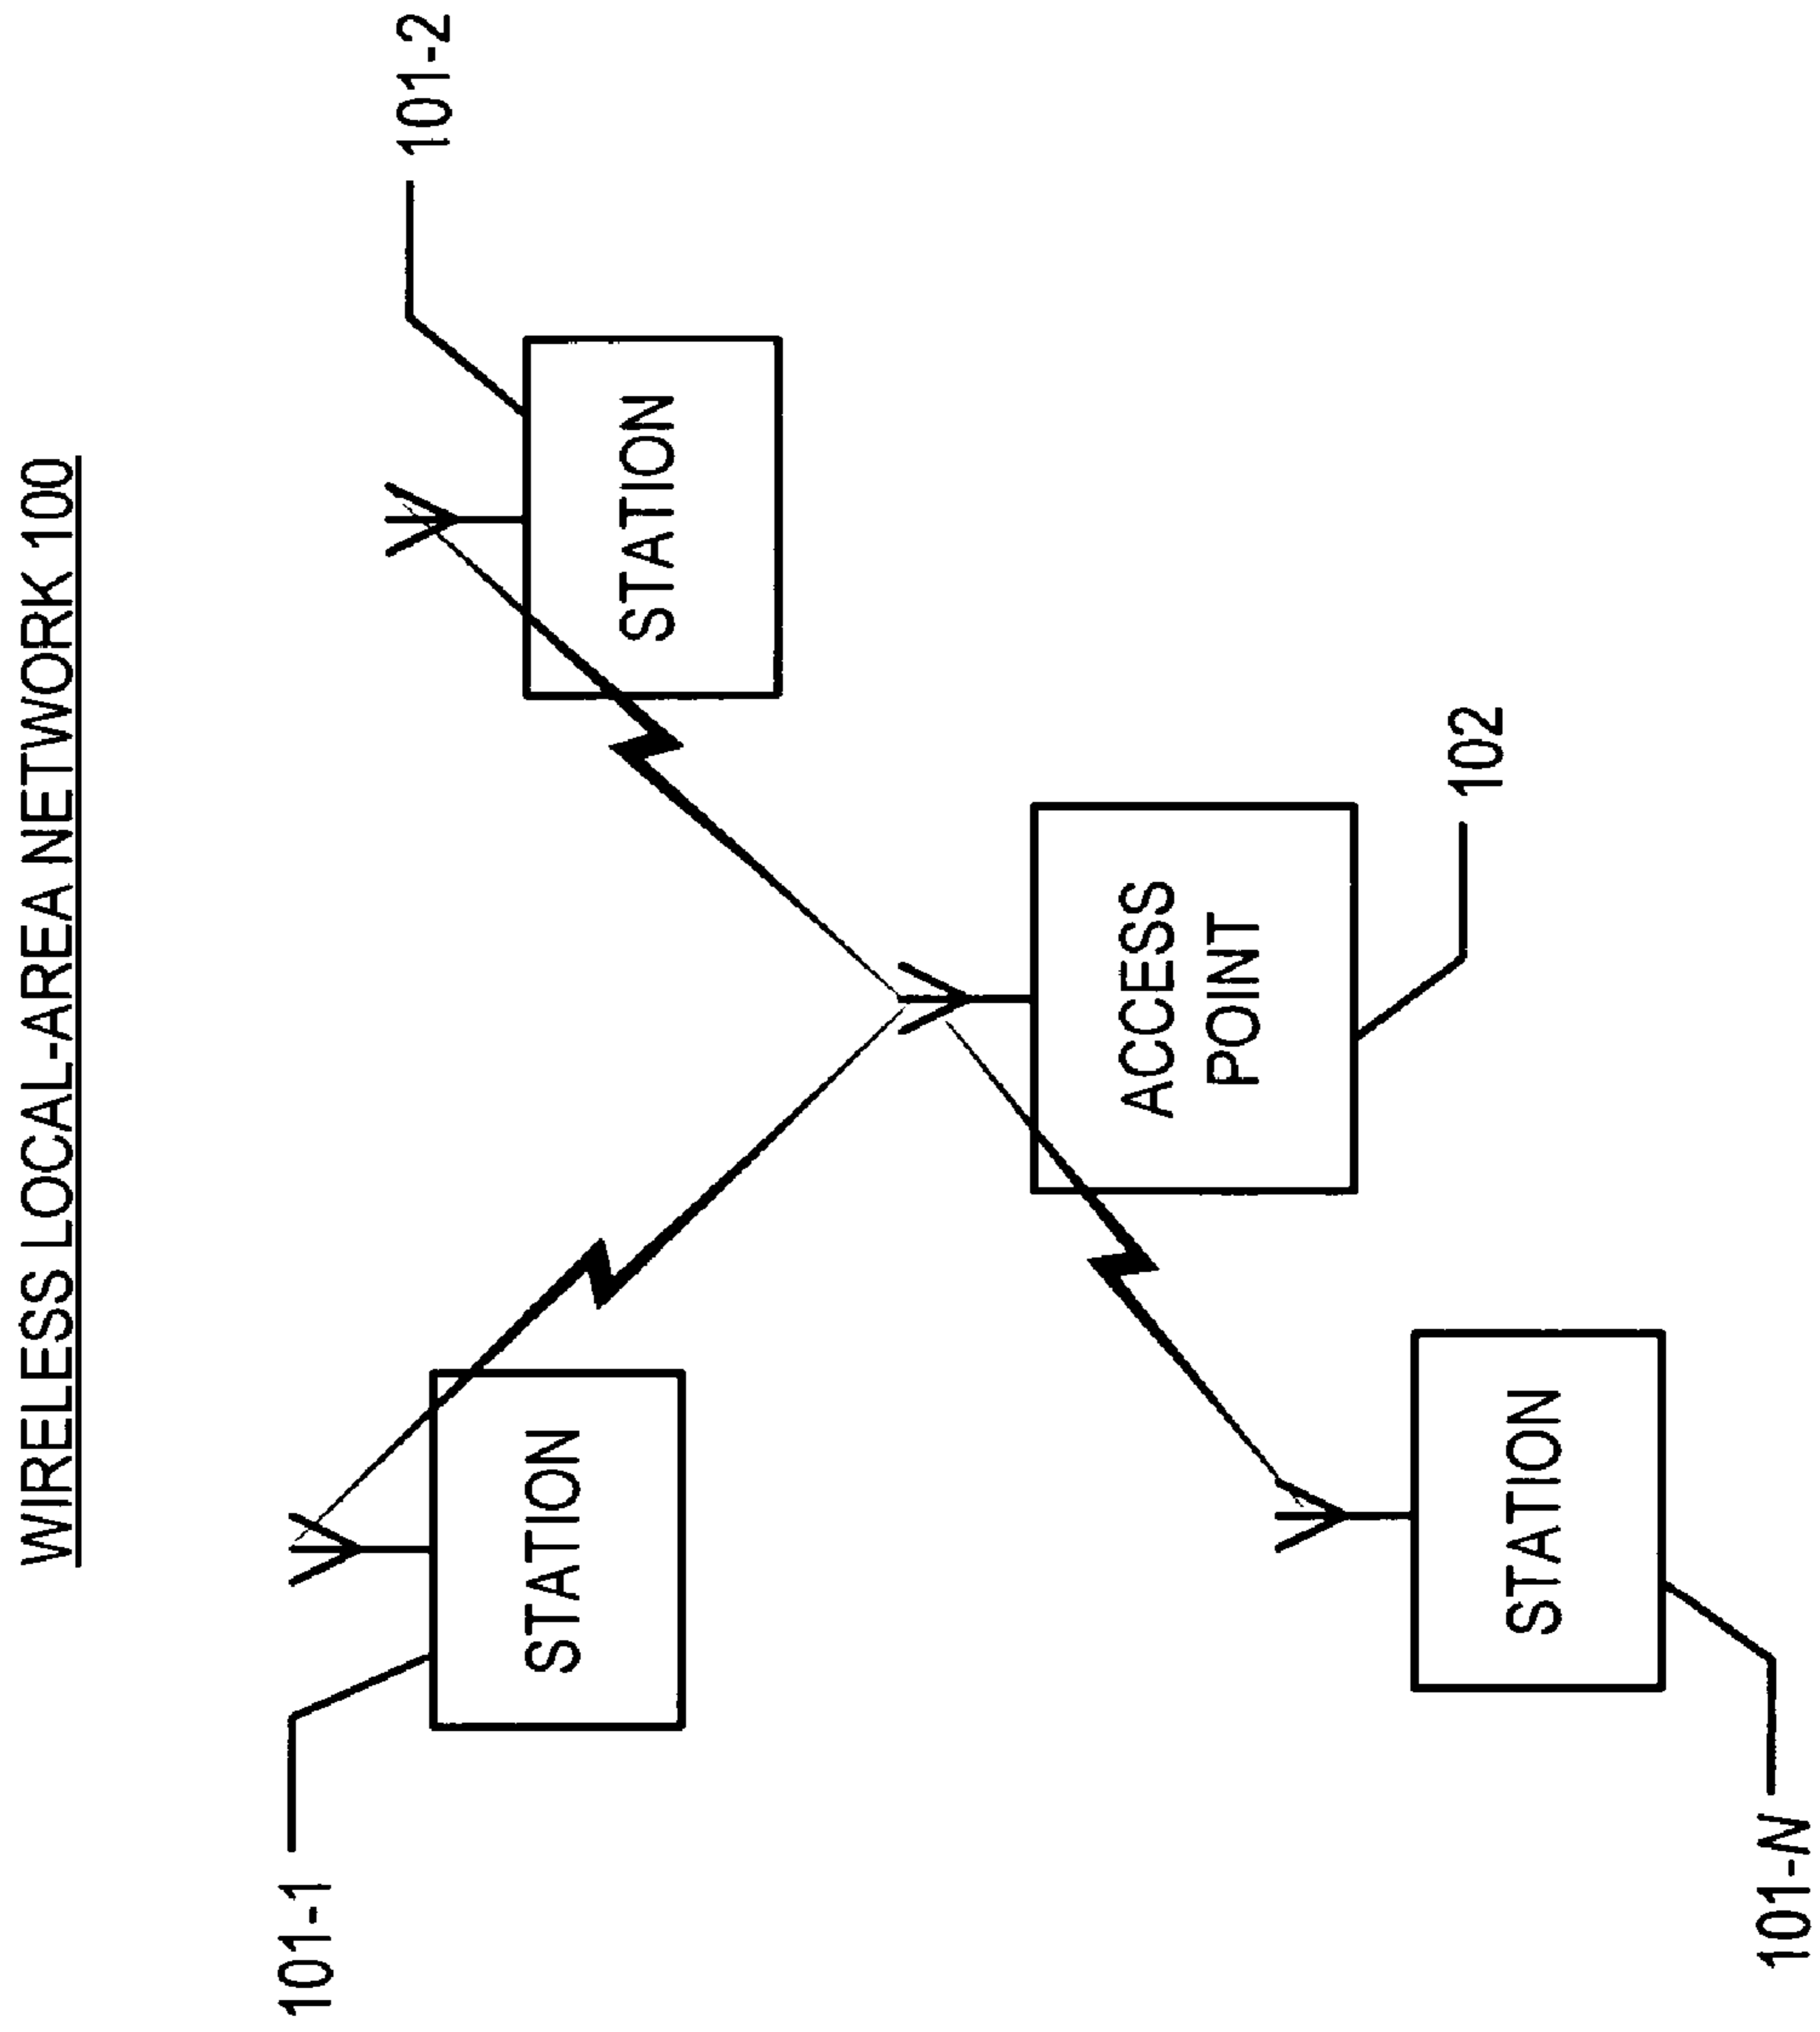 WIRELESS LOCAL-AREA NETWORK 100
101-1
101-2
STATION
STATION
ACCESS
POINT
102
STATION
101-N